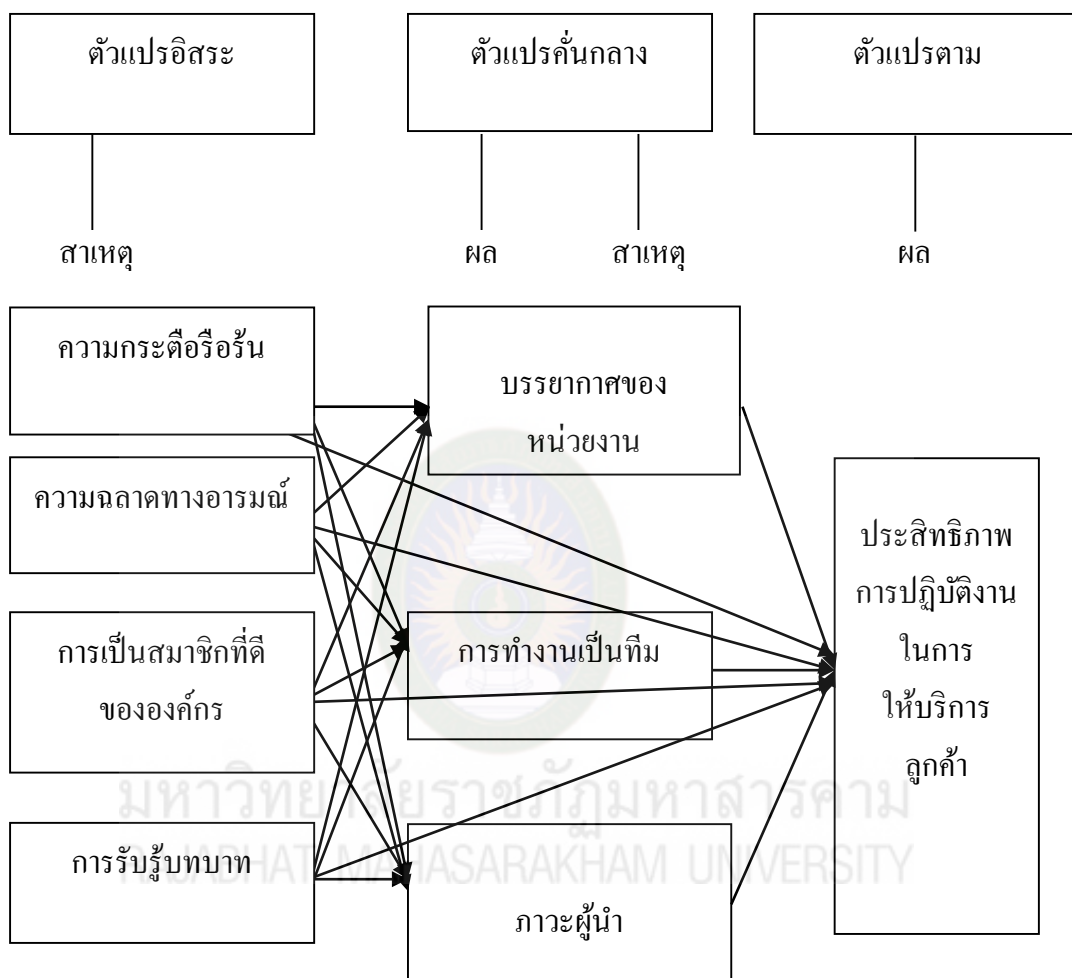 ตัวแปรอิสระ
ตัวแปรคั่นกลาง
ตัวแปรตาม
สาเหตุ
ผล
สาเหตุ
ผล
ความกระตือรือร้น
ความฉลาดทางอารมณ์
การเป็นสมาชิกที่ดี
ขององค์กร
การรับรู้บทบาท
บรรยากาศของ
หน่วยงาน
การทำงานเป็นทีม
ภาวะผู้นำ
ประสิทธิภาพ
การปฏิบัติงาน
ในการ
ให้บริการ
ลูกค้า
มหาวิทยาลัยราชภัฏมหาสารคาม
RAJABHAT MAHASARAKHAM UNIVERSITY